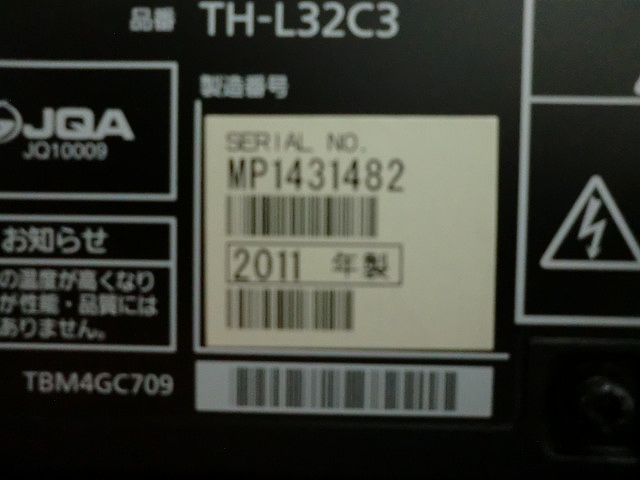 品番 TH-L32C3
製造番号
JQA
JQ10009
SERIAL NO.
MP1431482
2011 年製
お知らせ
の温度が高くなり
が性能・品質には
ありません。
TBM4GC709